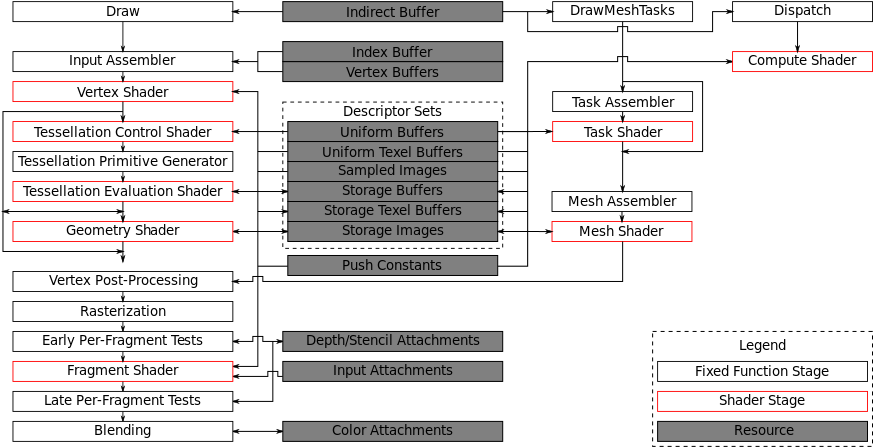 Draw
Indirect Buffer
DrawMeshTasks
Dispatch
Input Assembler
Index Buffer
Vertex Buffers
Compute Shader
Vertex Shader
Descriptor Sets
Task Assembler
Tessellation Control Shader
Uniform Buffers
Task Shader
Tessellation Primitive Generator
Uniform Texel Buffers
Sampled Images
Tessellation Evaluation Shader
Storage Buffers
Mesh Assembler
Storage Texel Buffers
Geometry Shader
Storage Images
Mesh Shader
Push Constants
Vertex Post-Processing
Rasterization
Early Per-Fragment Tests
Depth/Stencil Attachments
Fragment Shader
Input Attachments
Late Per-Fragment Tests
Blending
Color Attachments
Legend
Fixed Function Stage
Shader Stage
Resource